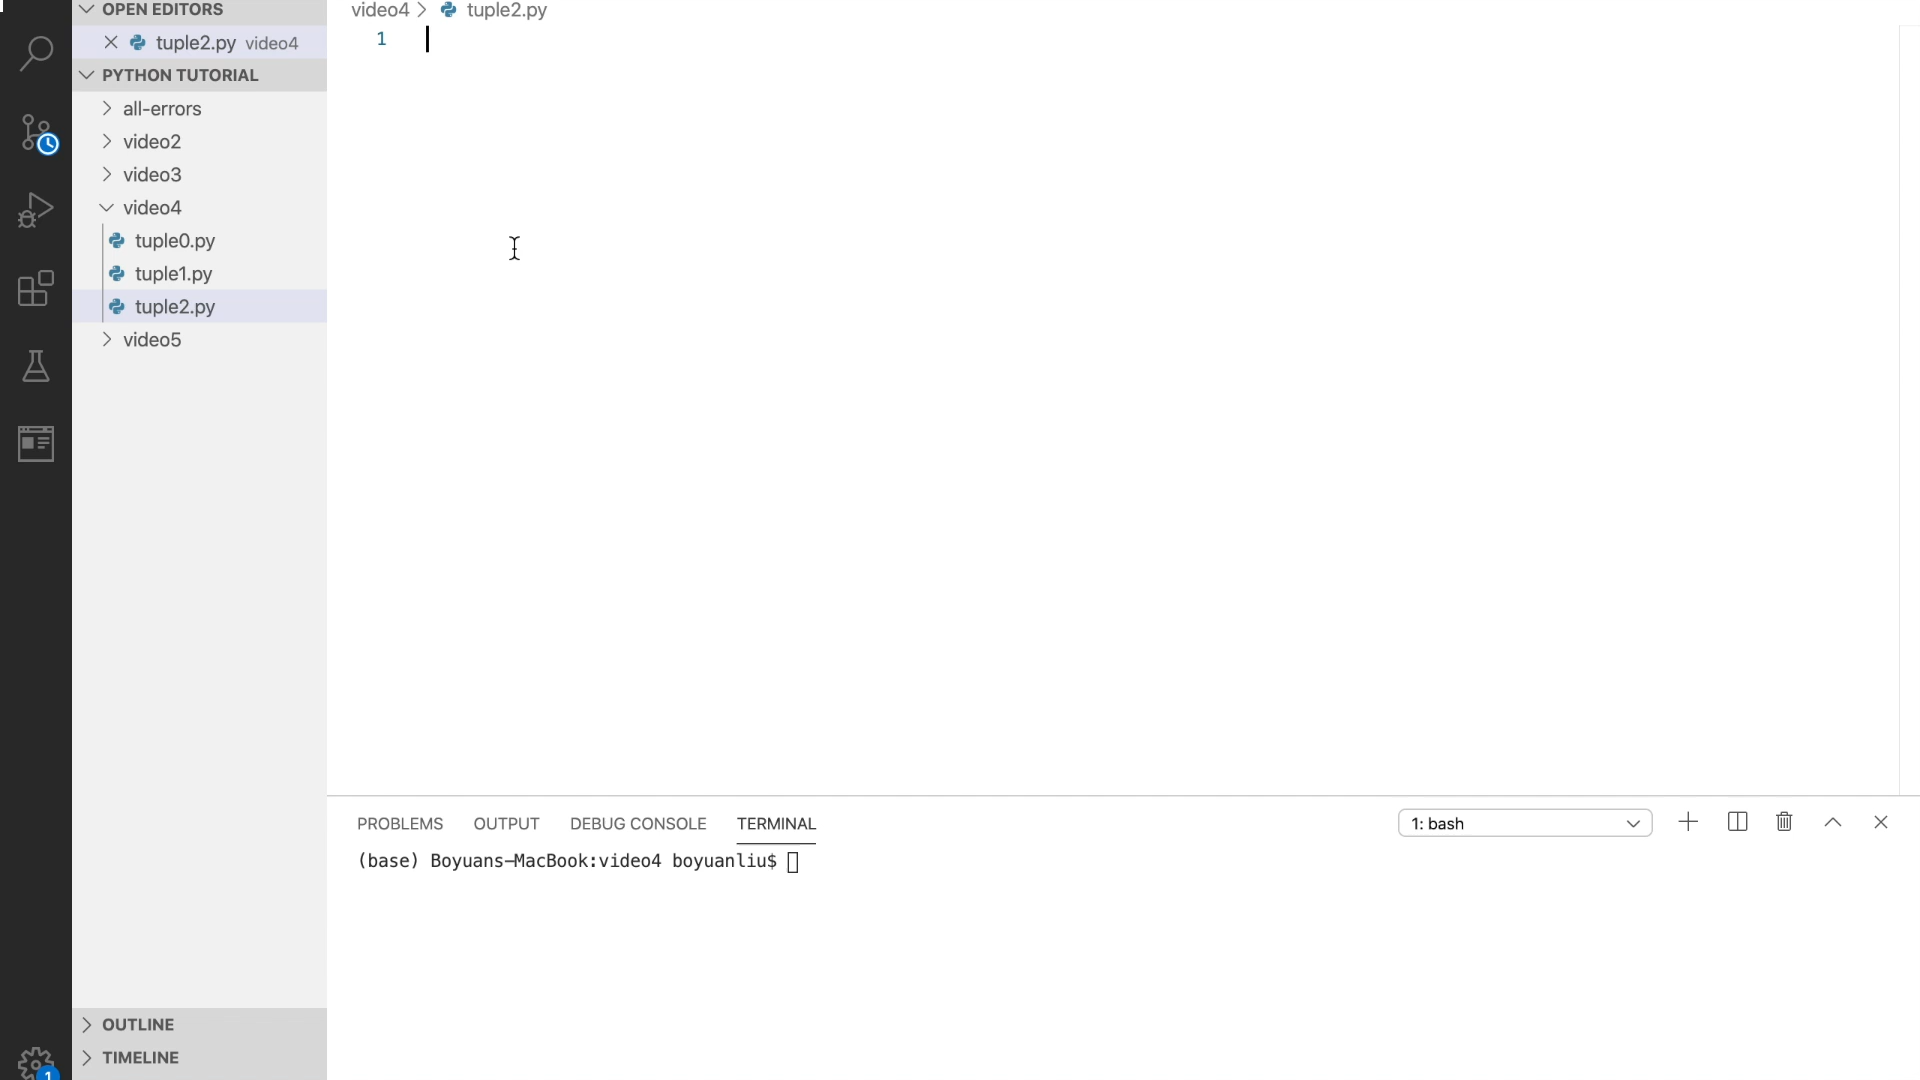 OPEN EDITORS
tuple2.py video4
PYTHON TUTORIAL
all-errors
video2
video3
video4
tuple0.py
tuple1.py
tuple2.py
video5
OUTLINE
TIMELINE
1
video4 > tuple2.py
1
PROBLEMS OUTPUT DEBUG CONSOLE TERMINAL 1: bash
(base) Boyuans-MacBook:video4 boyuanliu$